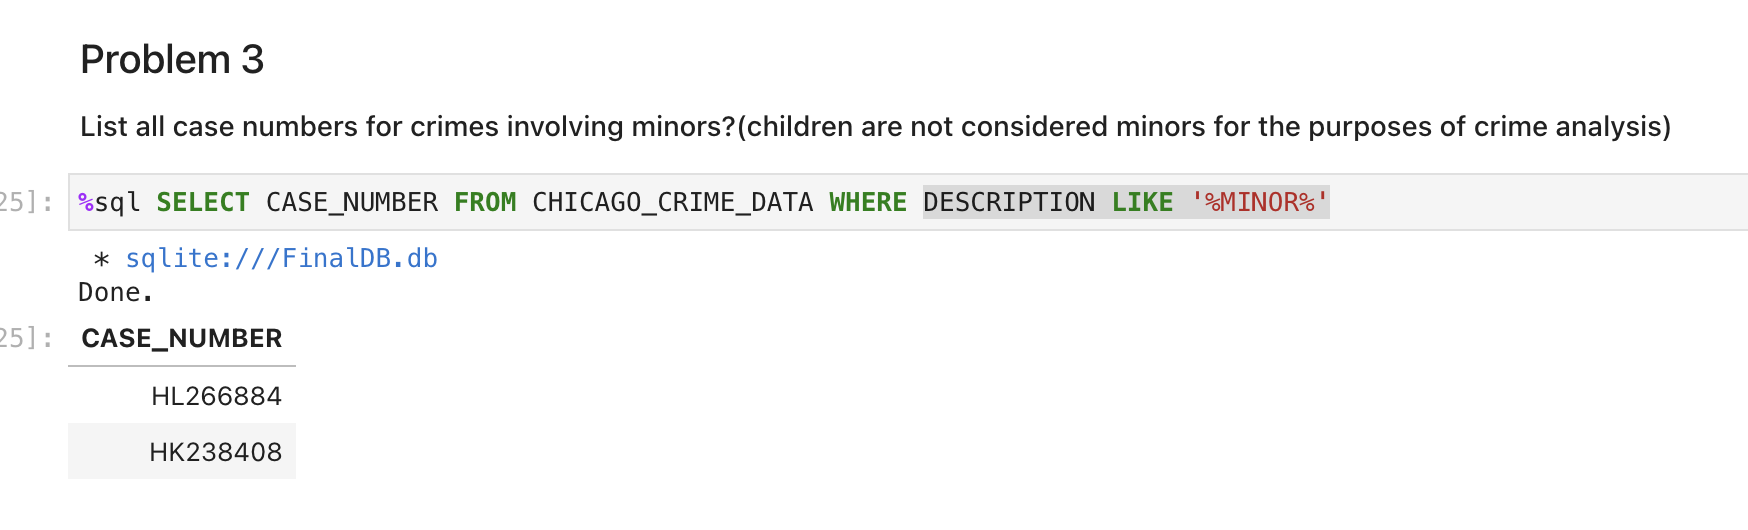 Problem 3
List all case numbers for crimes involving minors?(children are not considered minors for the purposes of crime analysis)
25]: %sql SELECT CASE_NUMBER FROM CHICAGO_CRIME_DATA WHERE DESCRIPTION LIKE '%MINOR%'
* sqlite:///FinalDB.db
Done.
25]: CASE_NUMBER
HL266884
HK238408